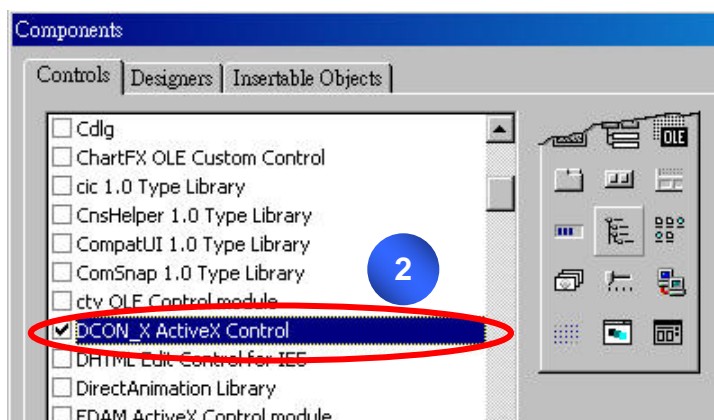 Components
Controls Designers Insertable Objects
Cdlg
ChartFX OLE Custom Control
cic 1.0 Type Library
CnsHelper 1.0 Type Library
CompatUI 1.0 Type Library
ComSnap 1.0 Type Library
ctv OLE Control module
DCON_X ActiveX Control
DHTML Edit Control for IE5
DirectAnimation Library
EDAM ActiveX Control module
OLE
2